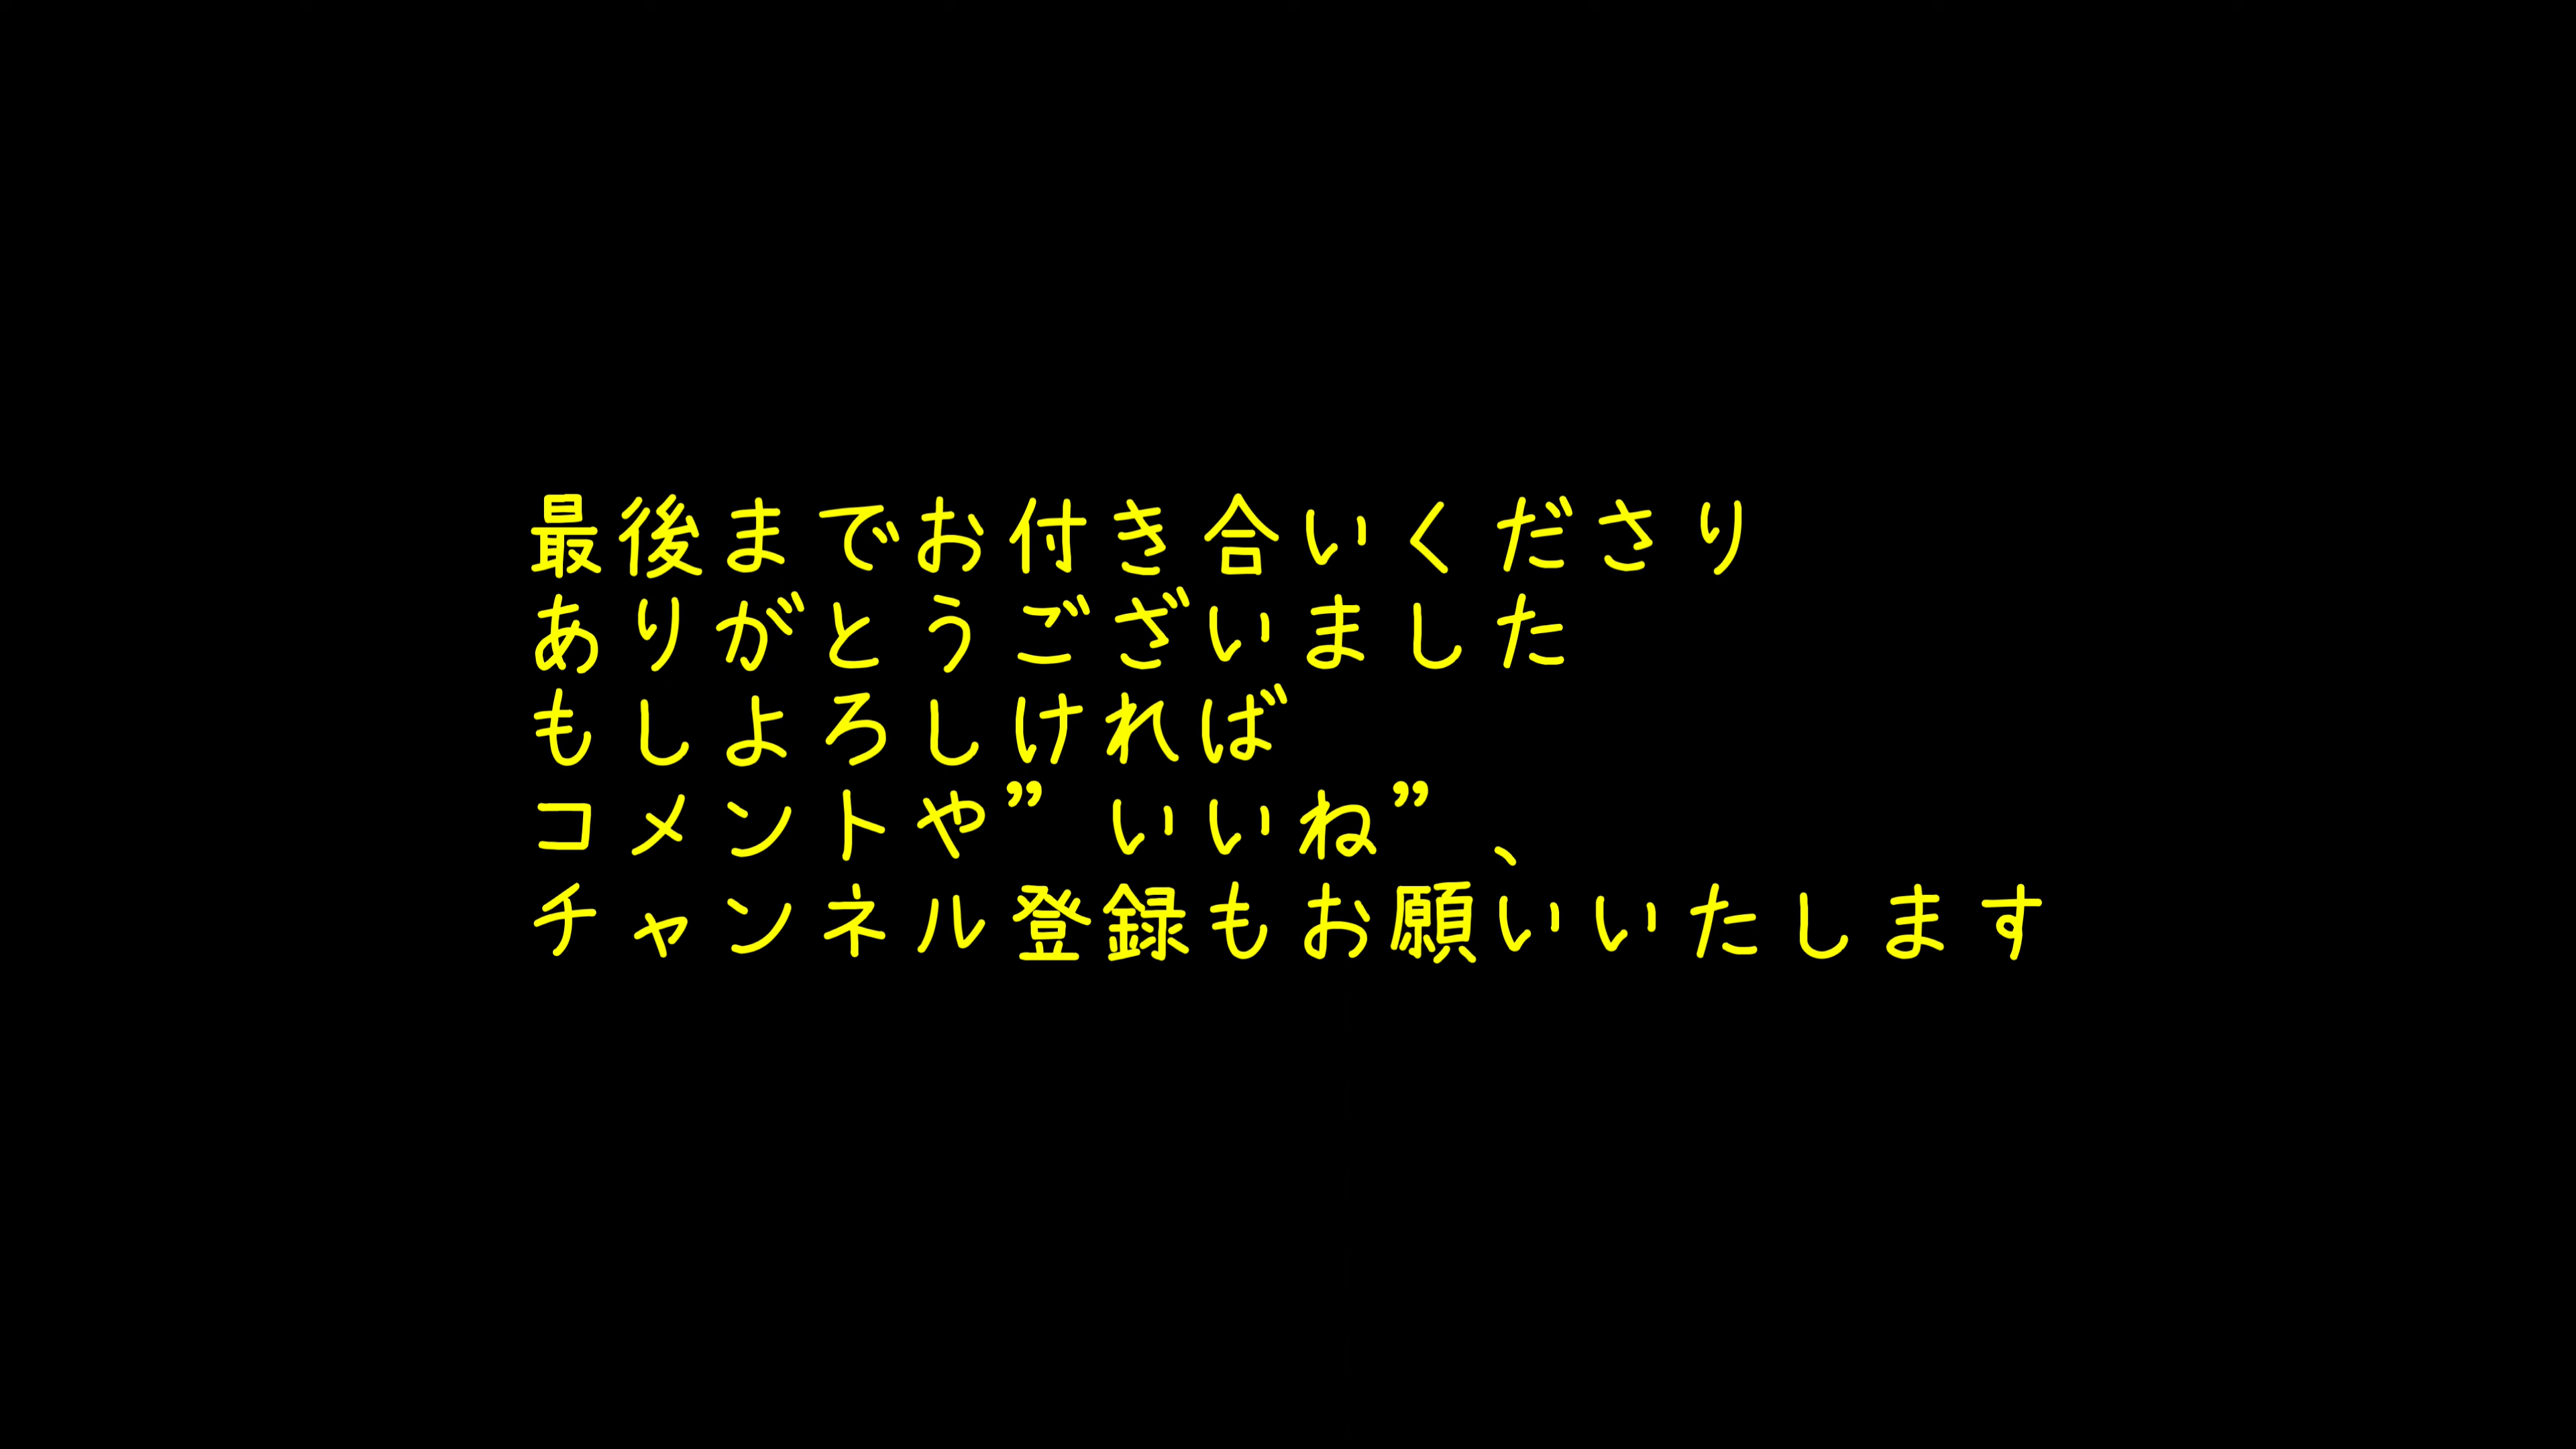 最後までお付き合いくださり
ありがとうございました
もしよろしければ
コメントや”いいね”、
チャンネル登録もお願いいたします